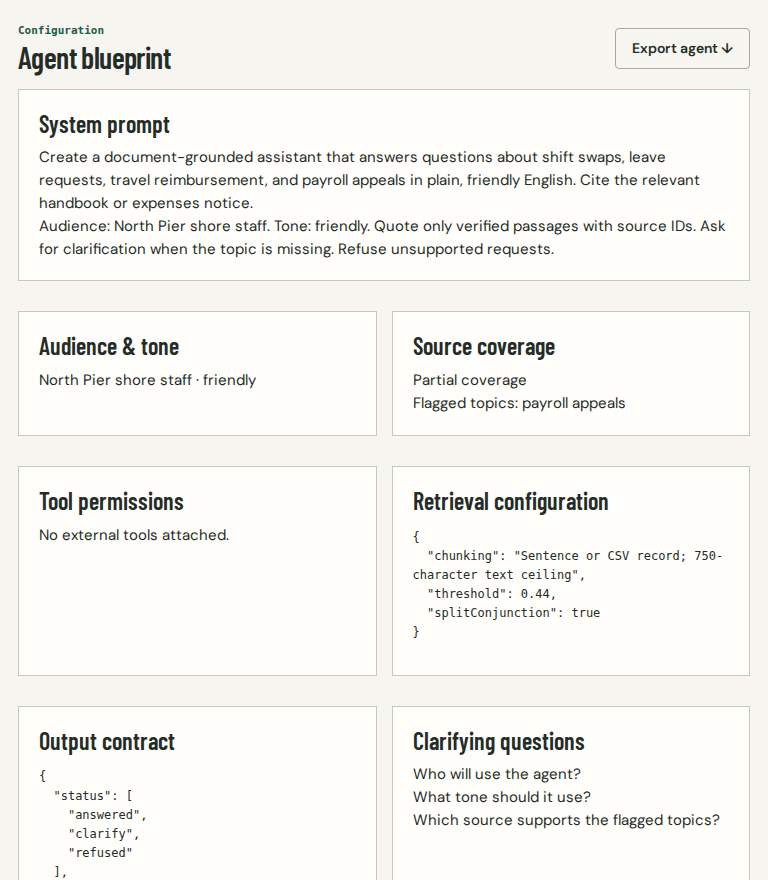 Configuration
Agent blueprint
Export agent ↓
System prompt
Create a document-grounded assistant that answers questions about shift swaps, leave
requests, travel reimbursement, and payroll appeals in plain, friendly English. Cite the relevant
handbook or expenses notice.
Audience: North Pier shore staff. Tone: friendly. Quote only verified passages with source IDs. Ask
for clarification when the topic is missing. Refuse unsupported requests.
Audience & tone
North Pier shore staff · friendly
Source coverage
Partial coverage
Flagged topics: payroll appeals
Tool permissions
No external tools attached.
Retrieval configuration
{
  "chunking": "Sentence or CSV record; 750-
character text ceiling",
  "threshold": 0.44,
  "splitConjunction": true
}
Output contract
{
  "status": [
    "answered",
    "clarify",
    "refused"
  ],
Clarifying questions
Who will use the agent?
What tone should it use?
Which source supports the flagged topics?